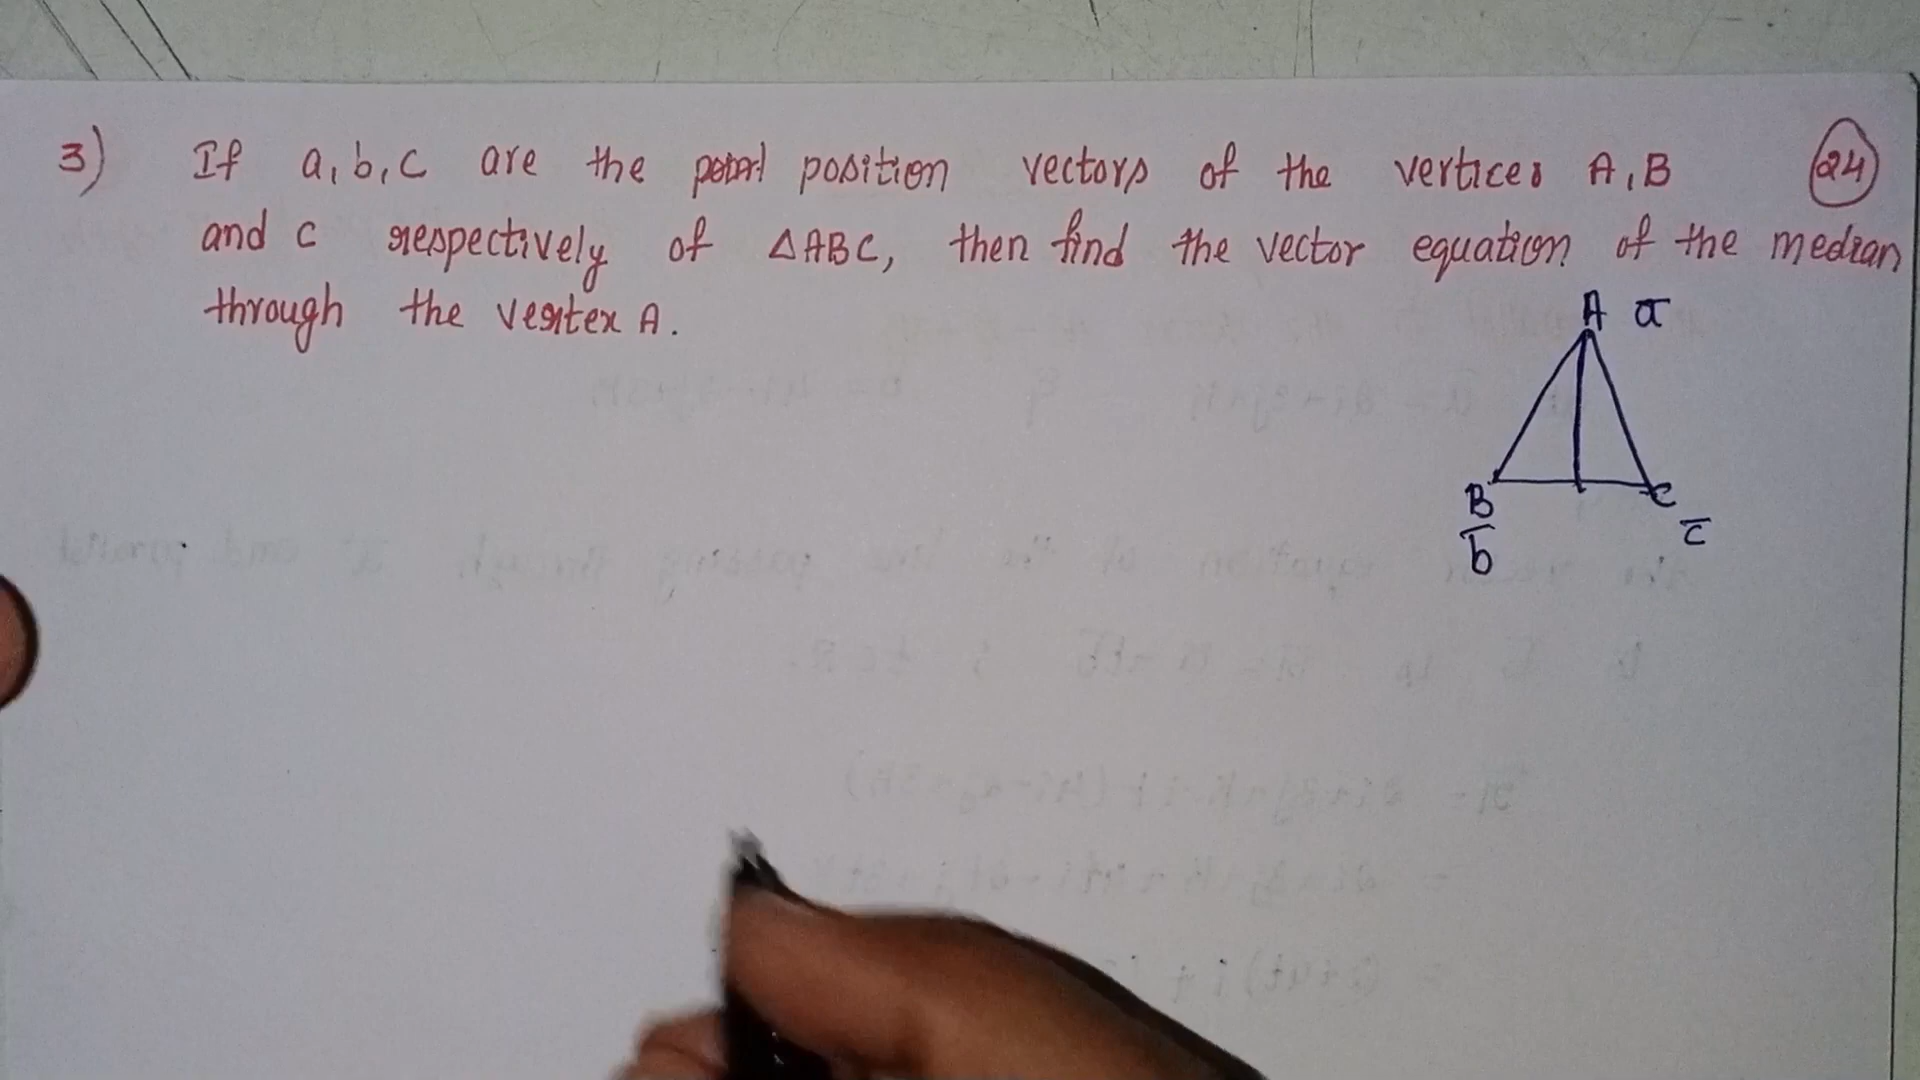 3) If a, b, c are the position vectors of the vertices A, B
24
and c respectively of △ABC, then find the vector equation of the median
through the vertex A.
A a̅
B C
b̅ c̅